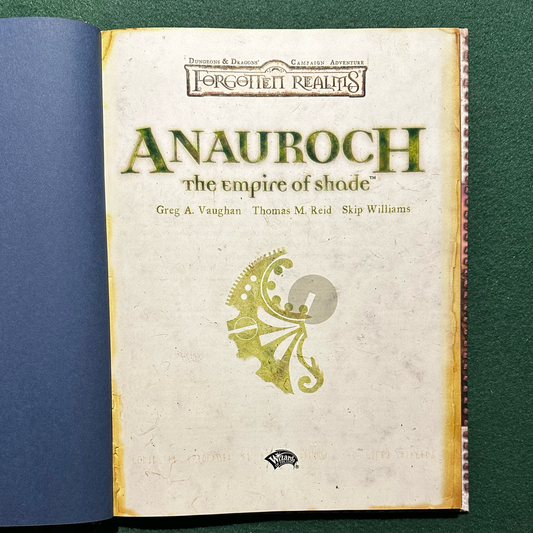 Dungeons & Dragons® Campaign Adventure
Forgotten Realms®
Anauroch
The Empire of Shade™
Greg A. Vaughan Thomas M. Reid Skip Williams
Wizards